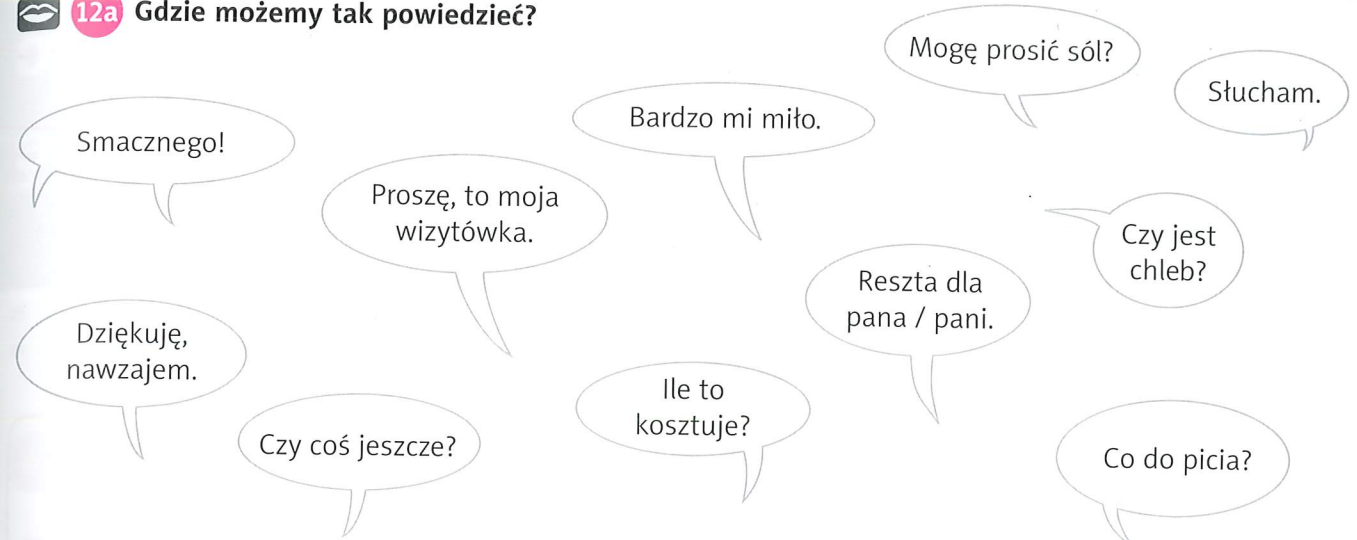 12a Gdzie możemy tak powiedzieć?
Mogę prosić sól?
Słucham.
Bardzo mi miło.
Smacznego!
Proszę, to moja
wizytówka.
Czy jest
chleb?
Reszta dla
pana / pani.
Dziękuję,
nawzajem.
Ile to
kosztuje?
Czy coś jeszcze?
Co do picia?